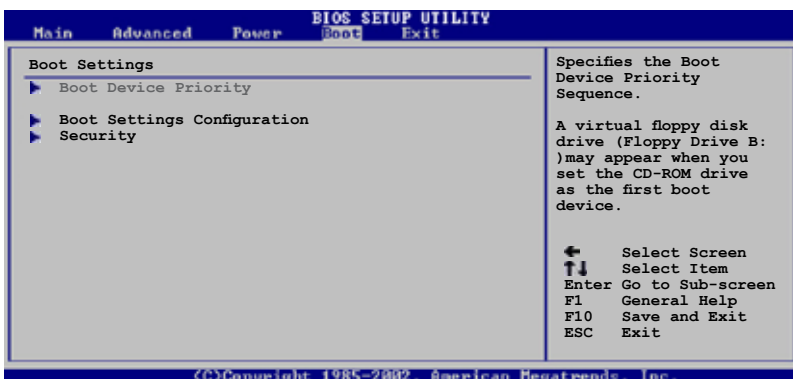 BIOS SETUP UTILITY
Main Advanced Power Boot Exit
Boot Settings
Boot Device Priority
Boot Settings Configuration
Security
Specifies the Boot
Device Priority
Sequence.
A virtual floppy disk
drive (Floppy Drive B:
)may appear when you
set the CD-ROM drive
as the first boot
device.
← Select Screen
↑↓ Select Item
Enter Go to Sub-screen
F1 General Help
F10 Save and Exit
ESC Exit
(C)Copyright 1985-2002, American Megatrends, Inc.